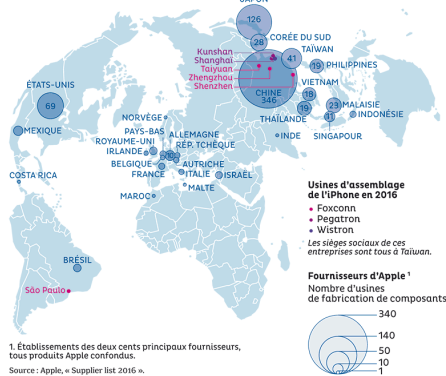 JAPON
126
CORÉE DU SUD
28
TAÏWAN
41
Kunshan
Shanghaï
Taiyuan
Zhengzhou
Shenzhen
PHILIPPINES
19
VIETNAM
18
CHINE
346
MALAISIE
23
THAÏLANDE
19
INDONÉSIE
11
SINGAPOUR
INDE
ÉTATS-UNIS
69
MEXIQUE
COSTA RICA
NORVÈGE
PAYS-BAS
ALLEMAGNE
ROYAUME-UNI
RÉP. TCHÈQUE
IRLANDE
BELGIQUE
AUTRICHE
FRANCE
ITALIE
ISRAËL
MALTE
MAROC
BRÉSIL
São Paulo
Usines d'assemblage
de l'iPhone en 2016
Foxconn
Pegatron
Wistron
Les sièges sociaux de ces
entreprises sont tous à Taïwan.
Fournisseurs d'Apple ¹
Nombre d'usines
de fabrication de composants
340
140
50
10
1
1. Établissements des deux cents principaux fournisseurs,
tous produits Apple confondus.
Source : Apple, « Supplier list 2016 ».